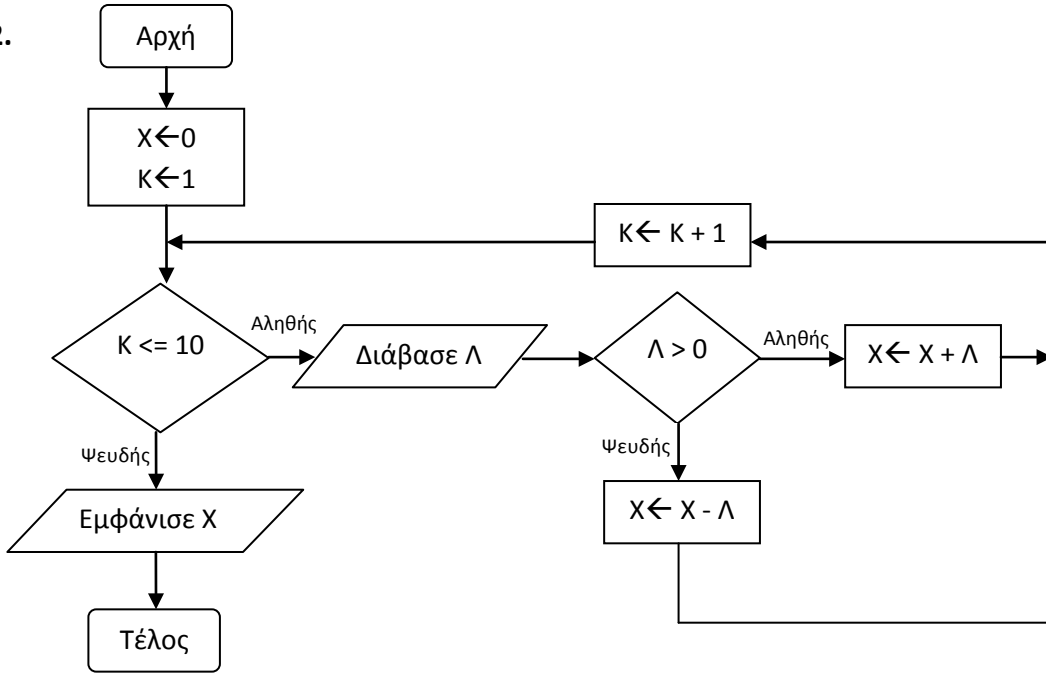 2.
Αρχή
Χ🡨0
Κ🡨1
Κ🡨 Κ + 1
Κ <= 10
Αληθής
Διάβασε Λ
Λ > 0
Αληθής
Χ🡨 Χ + Λ
Ψευδής
Ψευδής
Εμφάνισε Χ
Χ🡨 Χ - Λ
Τέλος